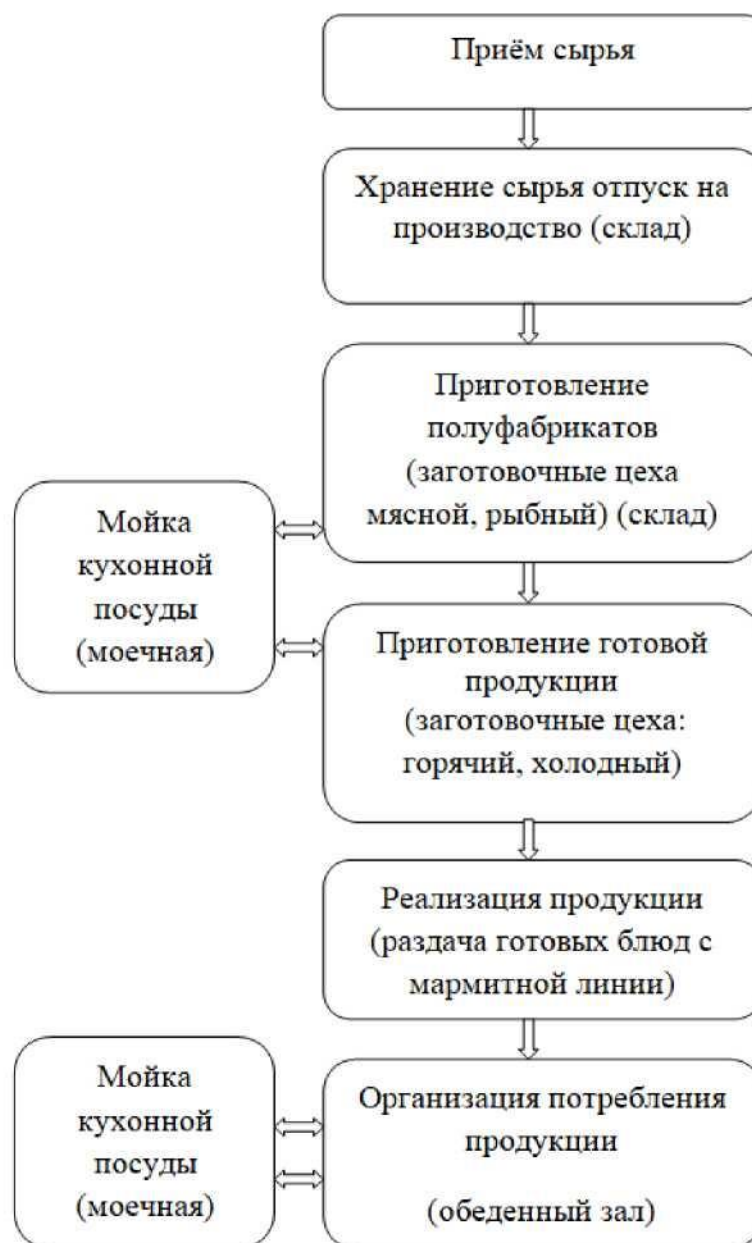 Приём сырья
Хранение сырья отпуск на
производство (склад)
Приготовление
полуфабрикатов
(заготовочные цеха
мясной, рыбный) (склад)
Мойка
кухонной
посуды
(моечная)
Приготовление готовой
продукции
(заготовочные цеха:
горячий, холодный)
Реализация продукции
(раздача готовых блюд с
мармитной линии)
Мойка
кухонной
посуды
(моечная)
Организация потребления
продукции
(обеденный зал)